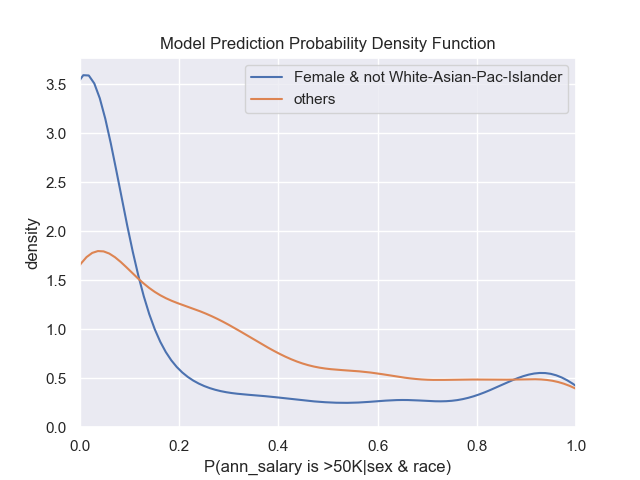 Model Prediction Probability Density Function
Female & not White-Asian-Pac-Islander
others
density
3.5
3.0
2.5
2.0
1.5
1.0
0.5
0.0
0.0 0.2 0.4 0.6 0.8 1.0
P(ann_salary is >50K|sex & race)